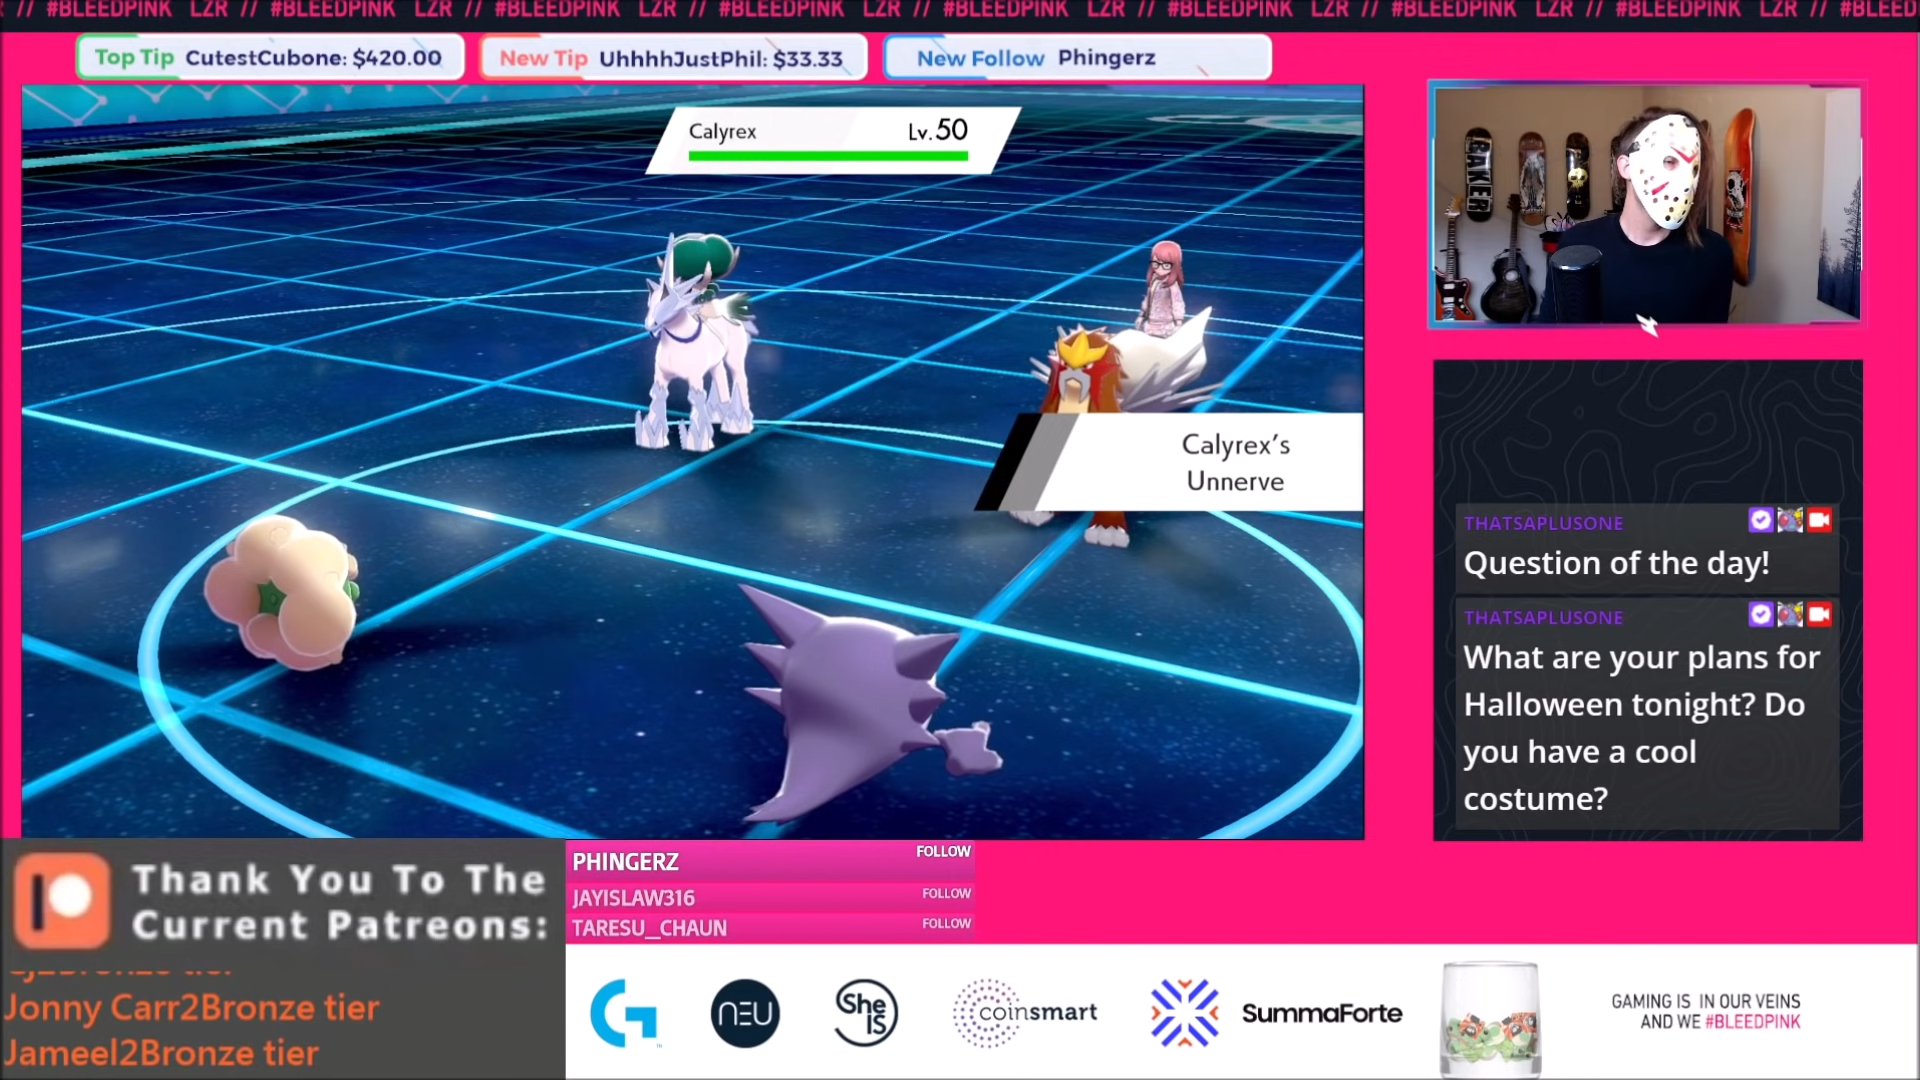 // #BLEEDPINK LZR // #BLEEDPINK LZR // #BLEEDPINK LZR // #BLEEDPINK LZR // #BLEEDPINK LZR // #BLEEDPINK LZR // #BLEEDPINK LZR // #BLEEDPINK LZR // #BLEED
Top Tip CutestCubone: $420.00
New Tip UhhhhJustPhil: $33.33
New Follow Phingerz
Calyrex Lv. 50
BAKER
Calyrex's
Unnerve
THATSAPLUSONE
Question of the day!
THATSAPLUSONE
What are your plans for
Halloween tonight? Do
you have a cool
costume?
Thank You To The
Current Patreons:
Jonny Carr2Bronze tier
Jameel2Bronze tier
PHINGERZ FOLLOW
JAYISLAW316 FOLLOW
TARESU_CHAUN FOLLOW
G
NEU
She
IS
coinsmart
SummaForte
GAMING IS IN OUR VEINS
AND WE #BLEEDPINK